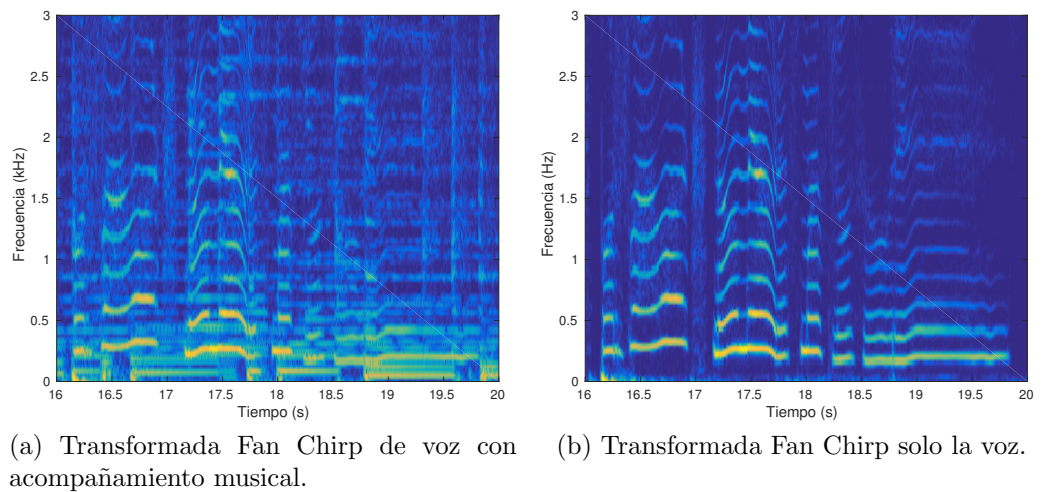 3
2.5
2
1.5
1
0.5
0
Frecuencia (kHz)
16 16.5 17 17.5 18 18.5 19 19.5 20
Tiempo (s)
(a) Transformada Fan Chirp de voz con
acompañamiento musical.
3
2.5
2
1.5
1
0.5
0
Frecuencia (Hz)
16 16.5 17 17.5 18 18.5 19 19.5 20
Tiempo (s)
(b) Transformada Fan Chirp solo la voz.